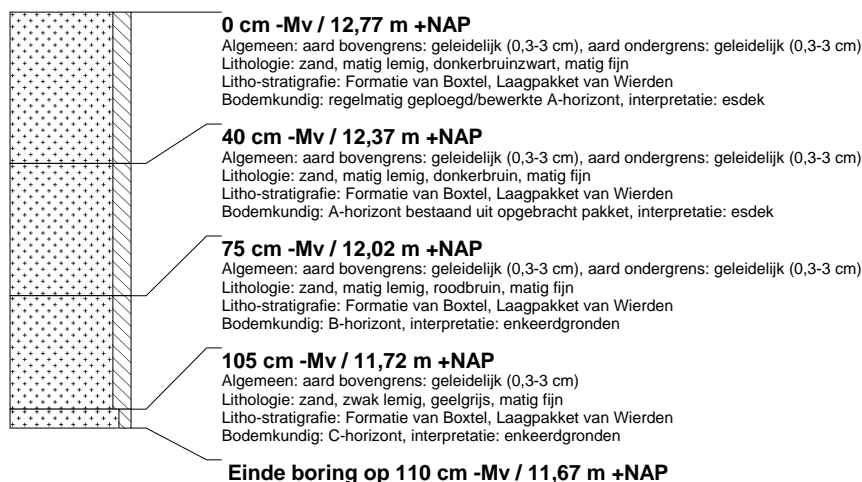 0 cm -Mv / 12,77 m +NAP
Algemeen: aard bovengrens: geleidelijk (0,3-3 cm), aard ondergrens: geleidelijk (0,3-3 cm)
Lithologie: zand, matig lemig, donkerbruinzwart, matig fijn
Litho-stratigrafie: Formatie van Boxtel, Laagpakket van Wierden
Bodemkundig: regelmatig geploegd/bewerkte A-horizont, interpretatie: esdek
40 cm -Mv / 12,37 m +NAP
Algemeen: aard bovengrens: geleidelijk (0,3-3 cm), aard ondergrens: geleidelijk (0,3-3 cm)
Lithologie: zand, matig lemig, donkerbruin, matig fijn
Litho-stratigrafie: Formatie van Boxtel, Laagpakket van Wierden
Bodemkundig: A-horizont bestaand uit opgebracht pakket, interpretatie: esdek
75 cm -Mv / 12,02 m +NAP
Algemeen: aard bovengrens: geleidelijk (0,3-3 cm), aard ondergrens: geleidelijk (0,3-3 cm)
Lithologie: zand, matig lemig, roodbruin, matig fijn
Litho-stratigrafie: Formatie van Boxtel, Laagpakket van Wierden
Bodemkundig: B-horizont, interpretatie: enkeerdgronden
105 cm -Mv / 11,72 m +NAP
Algemeen: aard bovengrens: geleidelijk (0,3-3 cm)
Lithologie: zand, zwak lemig, geelgrijs, matig fijn
Litho-stratigrafie: Formatie van Boxtel, Laagpakket van Wierden
Bodemkundig: C-horizont, interpretatie: enkeerdgronden
Einde boring op 110 cm -Mv / 11,67 m +NAP